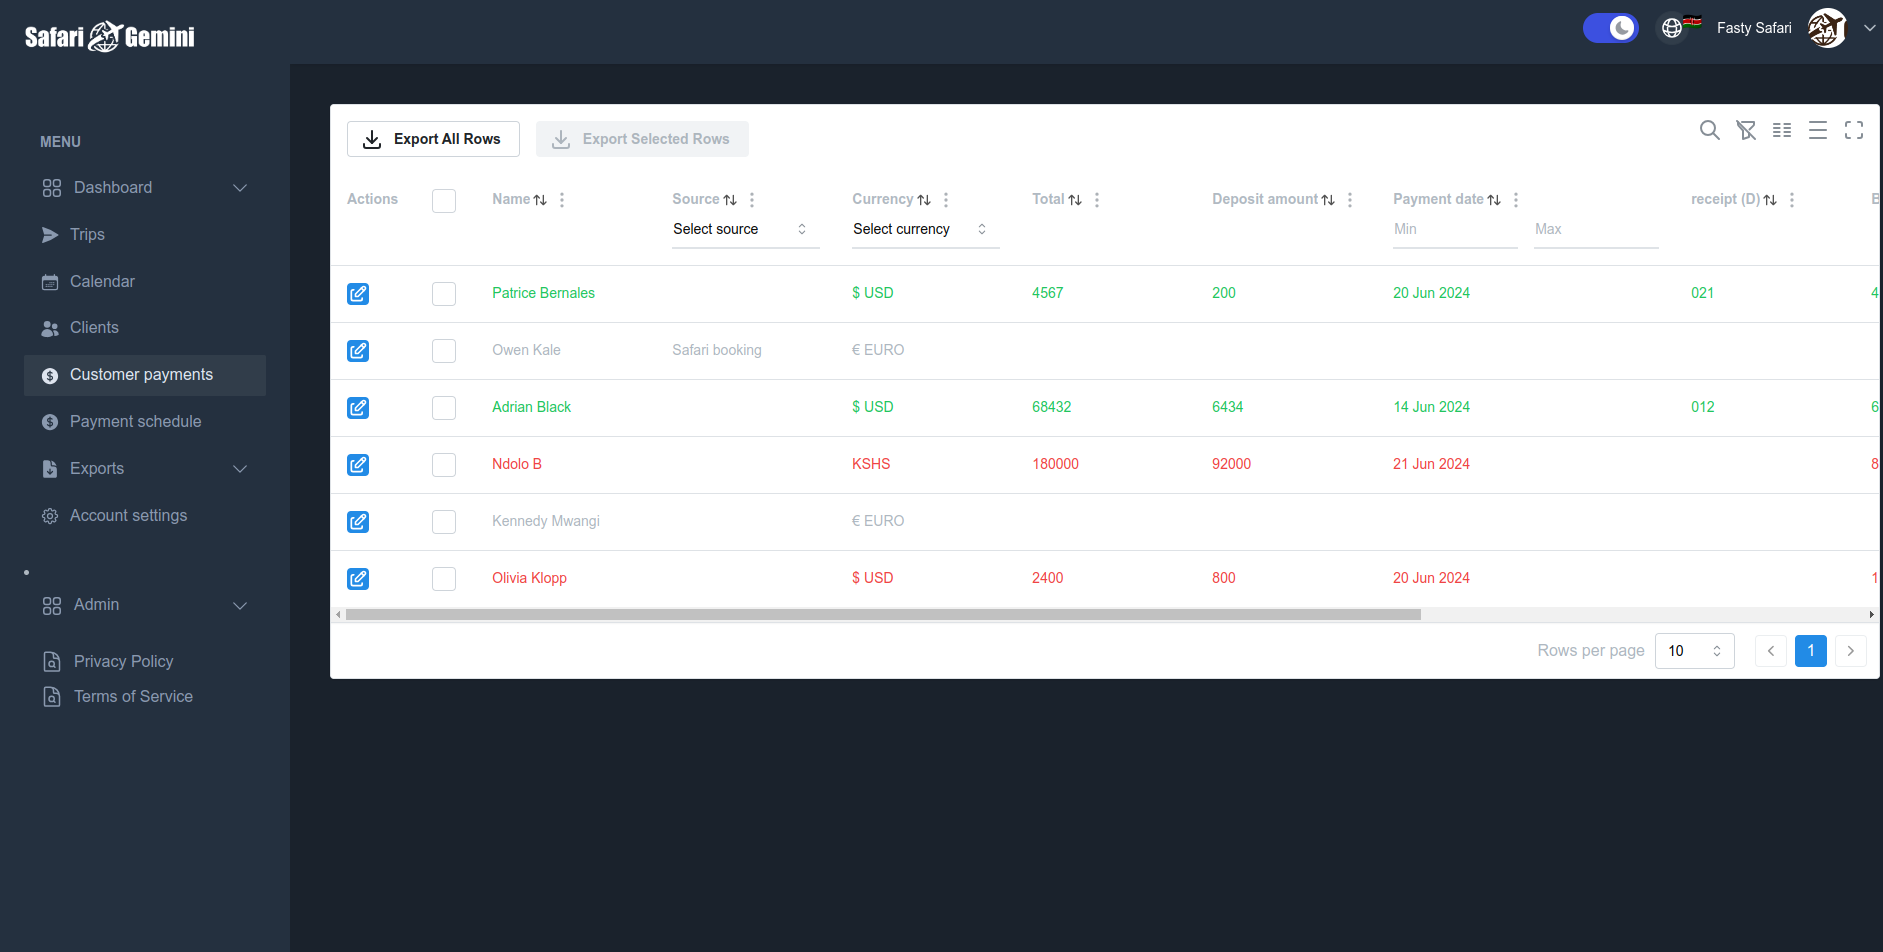 Safari Gemini
Fasty Safari
MENU
Dashboard
Trips
Calendar
Clients
Customer payments
Payment schedule
Exports
Account settings
Admin
Privacy Policy
Terms of Service
Export All Rows Export Selected Rows
Actions Name Source Currency Total Deposit amount Payment date receipt (D) B
Select source Select currency Min Max
Patrice Bernales $ USD 4567 200 20 Jun 2024 021 4
Owen Kale Safari booking € EURO
Adrian Black $ USD 68432 6434 14 Jun 2024 012 6
Ndolo B KSHS 180000 92000 21 Jun 2024 8
Kennedy Mwangi € EURO
Olivia Klopp $ USD 2400 800 20 Jun 2024 1
Rows per page 10 1